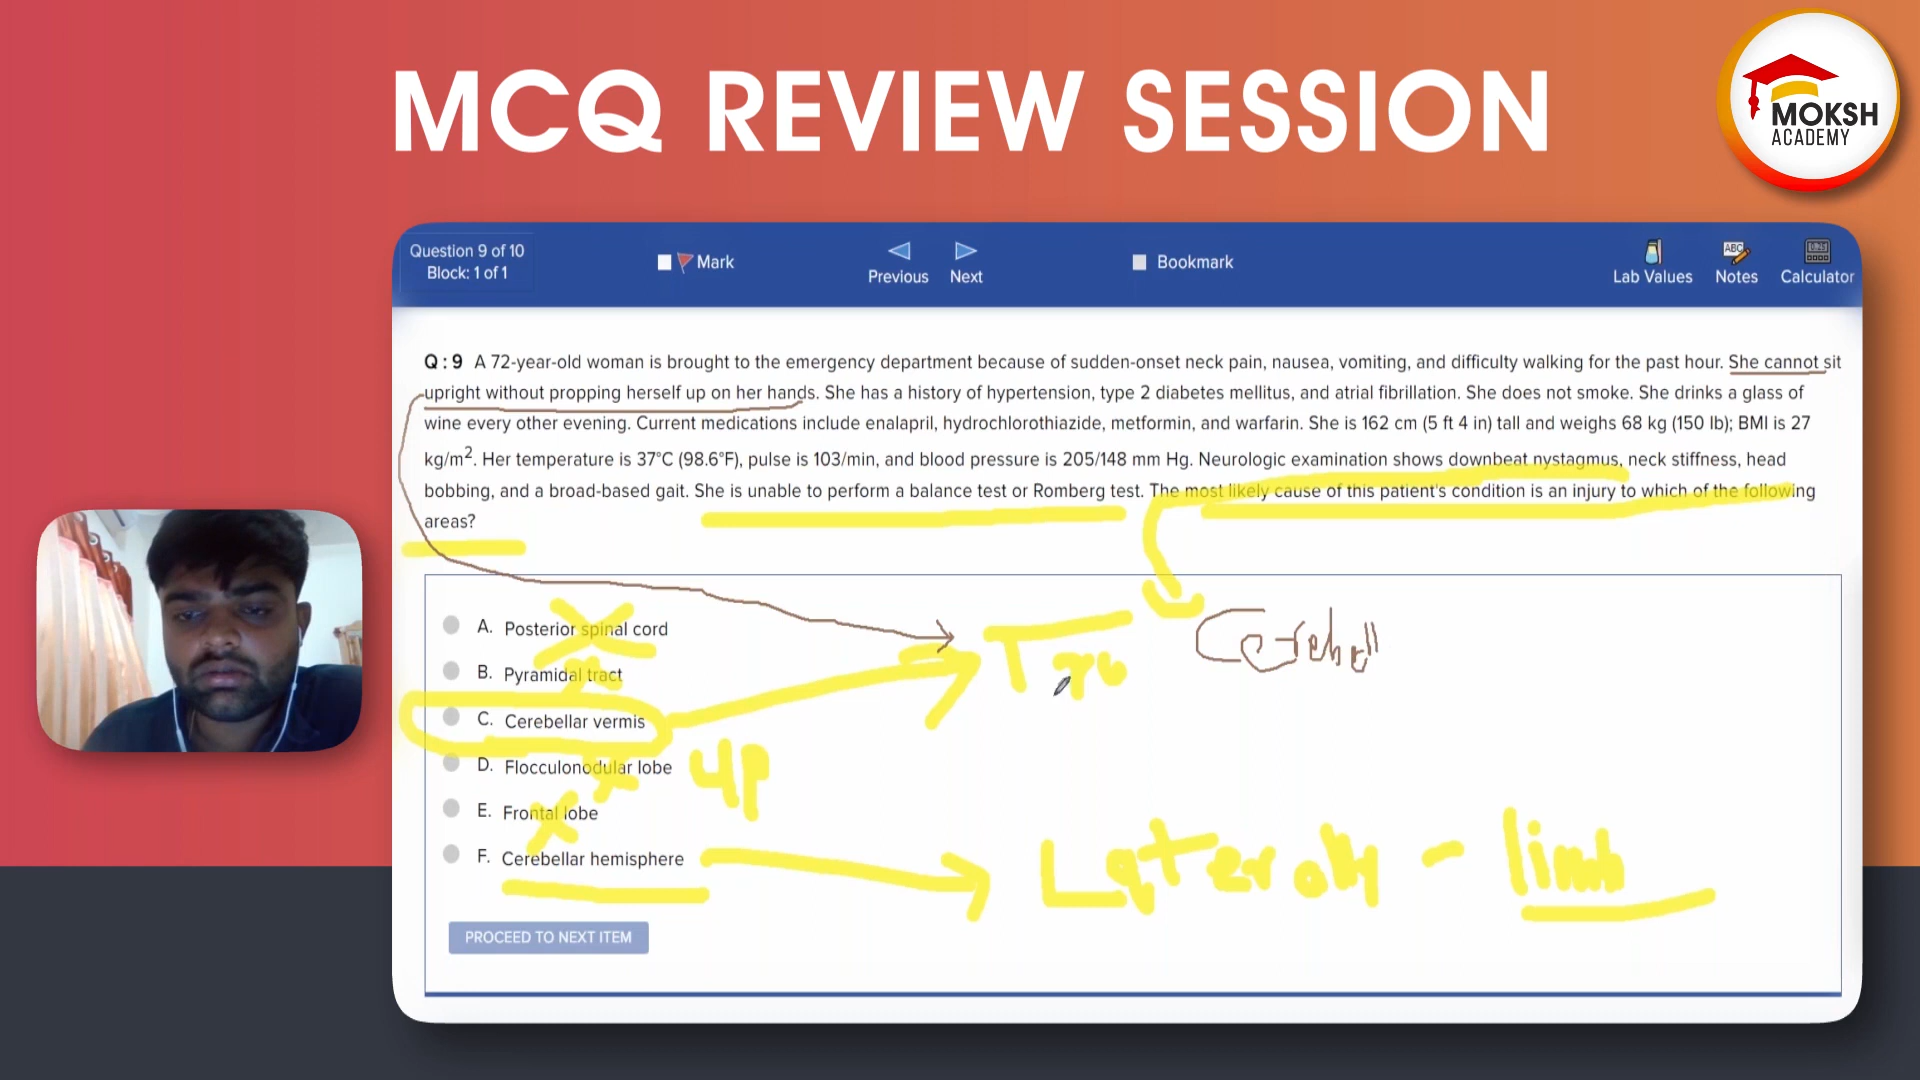 MCQ REVIEW SESSION
MOKSH
ACADEMY
Question 9 of 10
Block: 1 of 1
Mark
Previous
Next
Bookmark
Lab Values
ABC
Notes
Calculator
Q : 9 A 72-year-old woman is brought to the emergency department because of sudden-onset neck pain, nausea, vomiting, and difficulty walking for the past hour. She cannot sit
upright without propping herself up on her hands. She has a history of hypertension, type 2 diabetes mellitus, and atrial fibrillation. She does not smoke. She drinks a glass of
wine every other evening. Current medications include enalapril, hydrochlorothiazide, metformin, and warfarin. She is 162 cm (5 ft 4 in) tall and weighs 68 kg (150 lb); BMI is 27
kg/m². Her temperature is 37°C (98.6°F), pulse is 103/min, and blood pressure is 205/148 mm Hg. Neurologic examination shows downbeat nystagmus, neck stiffness, head
bobbing, and a broad-based gait. She is unable to perform a balance test or Romberg test. The most likely cause of this patient's condition is an injury to which of the following
areas?
A. Posterior spinal cord
B. Pyramidal tract
C. Cerebellar vermis
D. Flocculonodular lobe
E. Frontal lobe
F. Cerebellar hemisphere
Cerebell
PROCEED TO NEXT ITEM